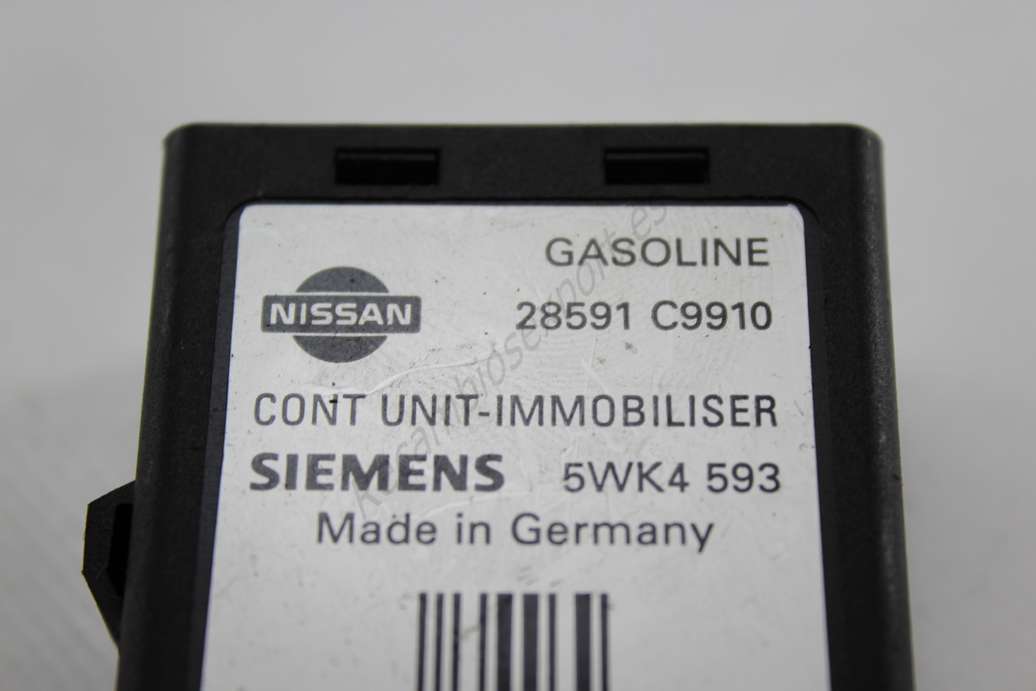 GASOLINE
NISSAN
28591 C9910
CONT UNIT-IMMOBILISER
SIEMENS 5WK4 593
Made in Germany